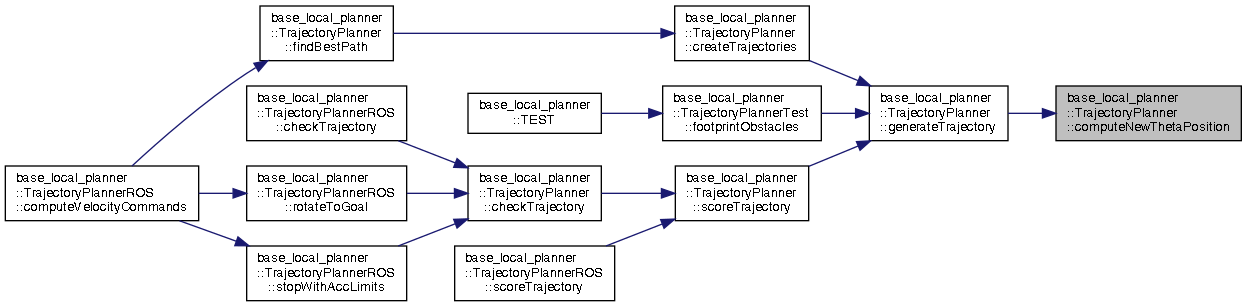 base_local_planner
::TrajectoryPlanner
::findBestPath
base_local_planner
::TrajectoryPlanner
::createTrajectories
base_local_planner
::TrajectoryPlannerROS
::checkTrajectory
base_local_planner
::TEST
base_local_planner
::TrajectoryPlannerTest
::footprintObstacles
base_local_planner
::TrajectoryPlanner
::generateTrajectory
base_local_planner
::TrajectoryPlanner
::computeNewThetaPosition
base_local_planner
::TrajectoryPlannerROS
::computeVelocityCommands
base_local_planner
::TrajectoryPlannerROS
::rotateToGoal
base_local_planner
::TrajectoryPlanner
::checkTrajectory
base_local_planner
::TrajectoryPlanner
::scoreTrajectory
base_local_planner
::TrajectoryPlannerROS
::stopWithAccLimits
base_local_planner
::TrajectoryPlannerROS
::scoreTrajectory